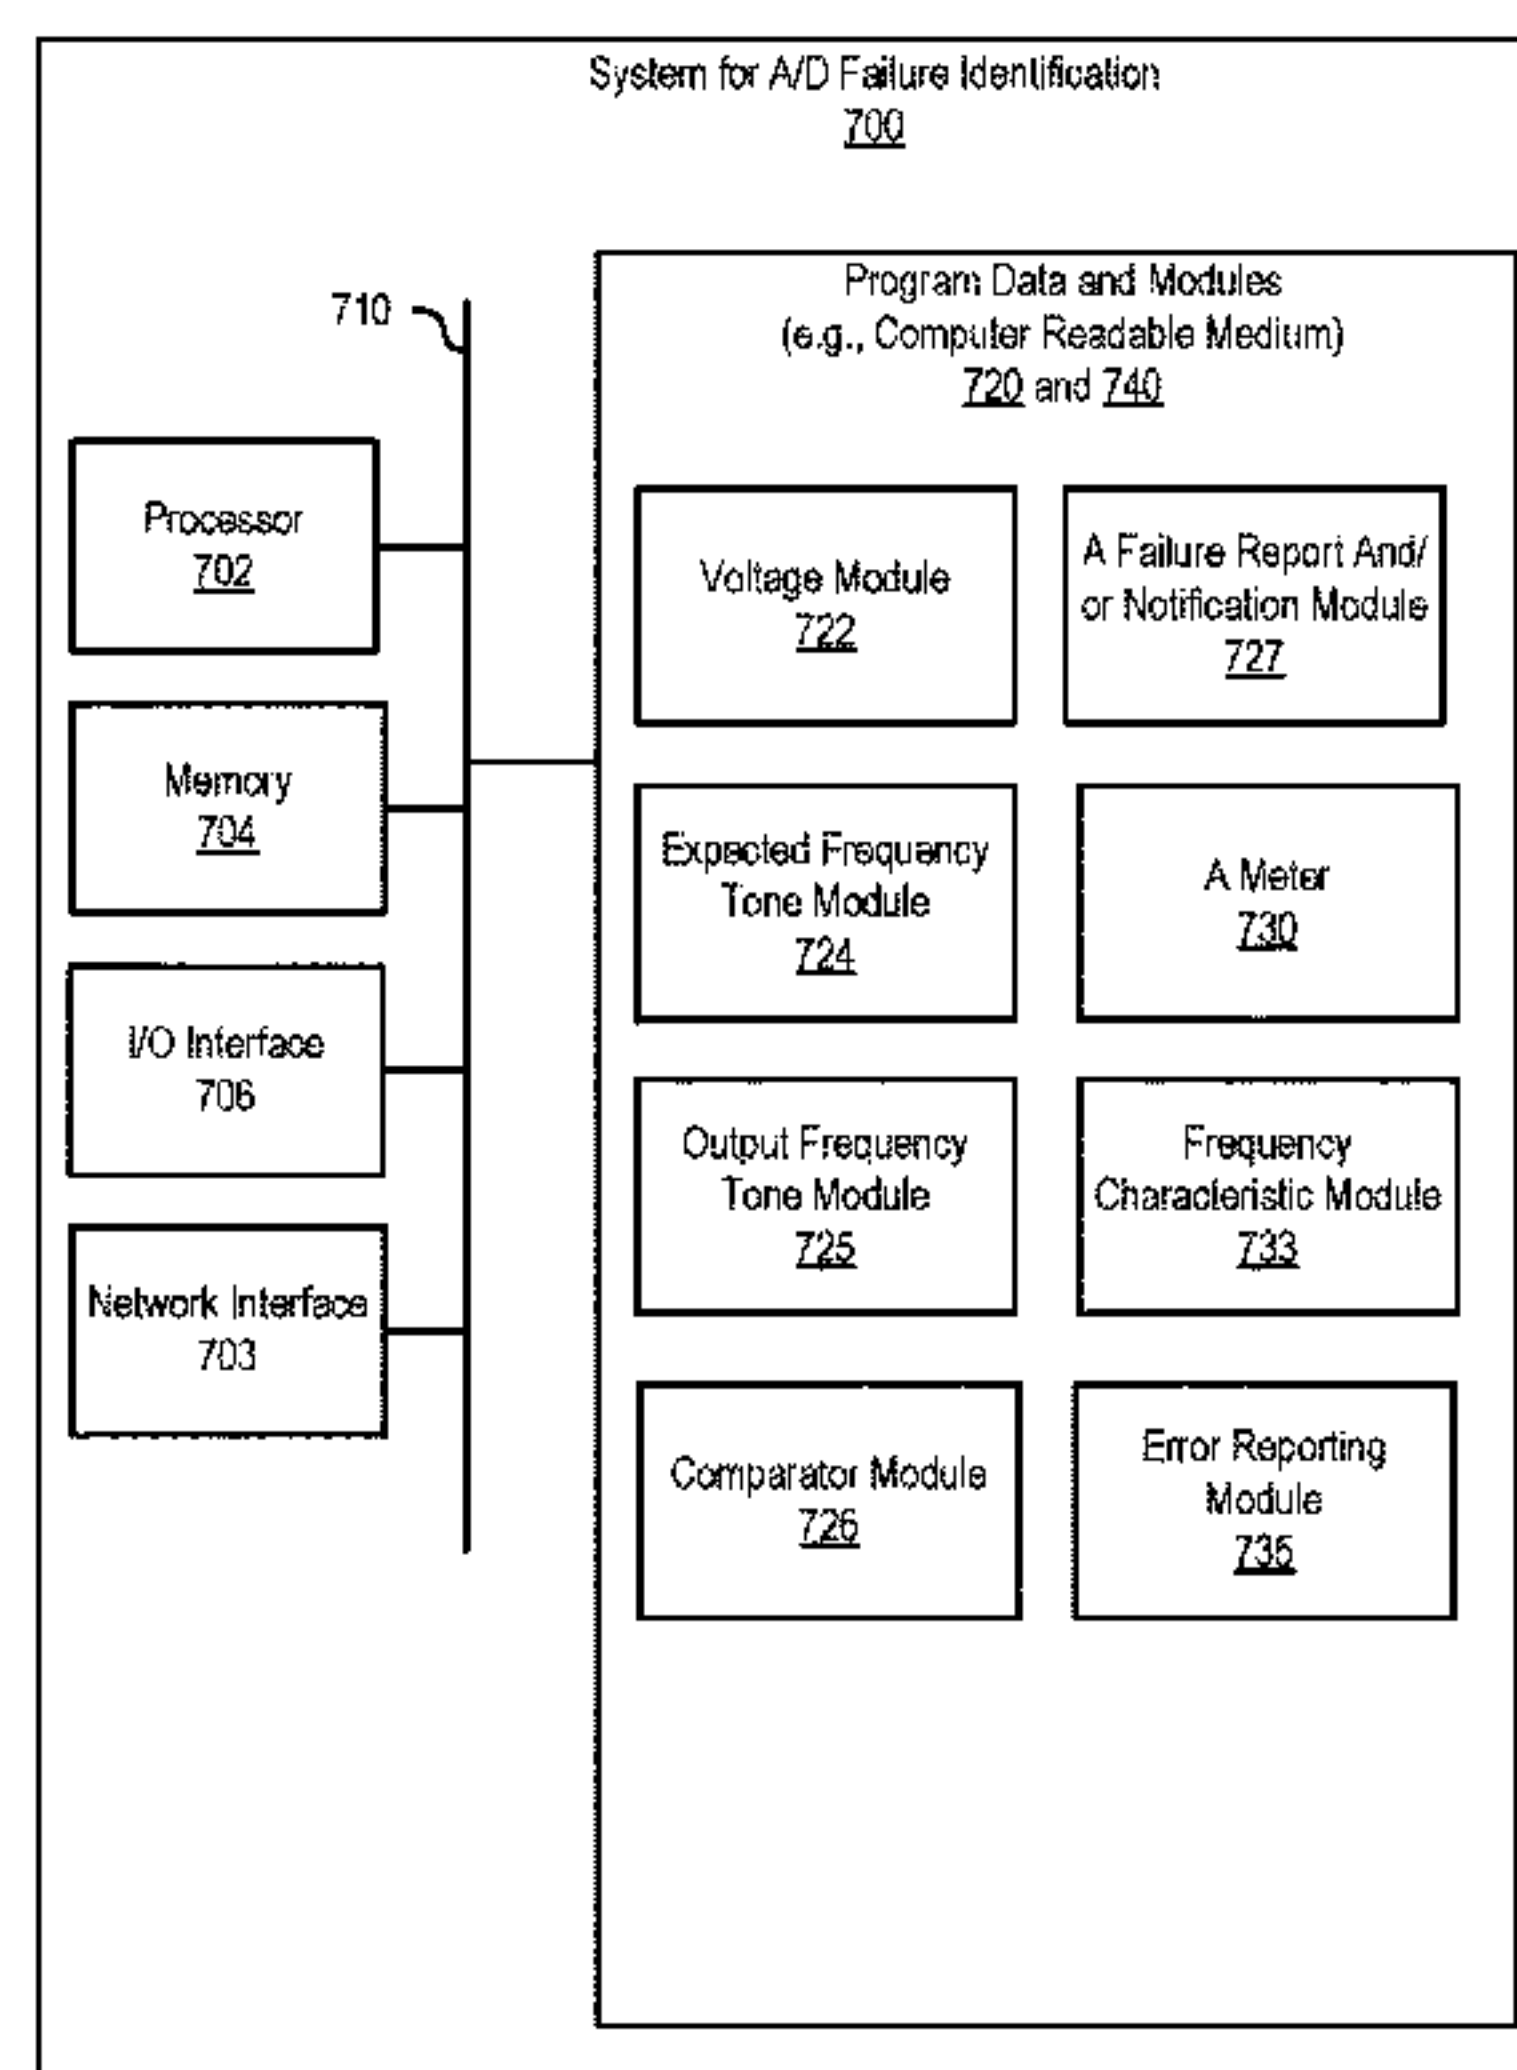 System for A/D Failure Identification
700
710
Processor
702
Memory
704
I/O Interface
706
Network Interface
703
Program Data and Modules
(e.g., Computer Readable Medium)
720 and 740
Voltage Module
722
A Failure Report And/
or Notification Module
727
Expected Frequency
Tone Module
724
A Meter
730
Output Frequency
Tone Module
725
Frequency
Characteristic Module
733
Comparator Module
726
Error Reporting
Module
735